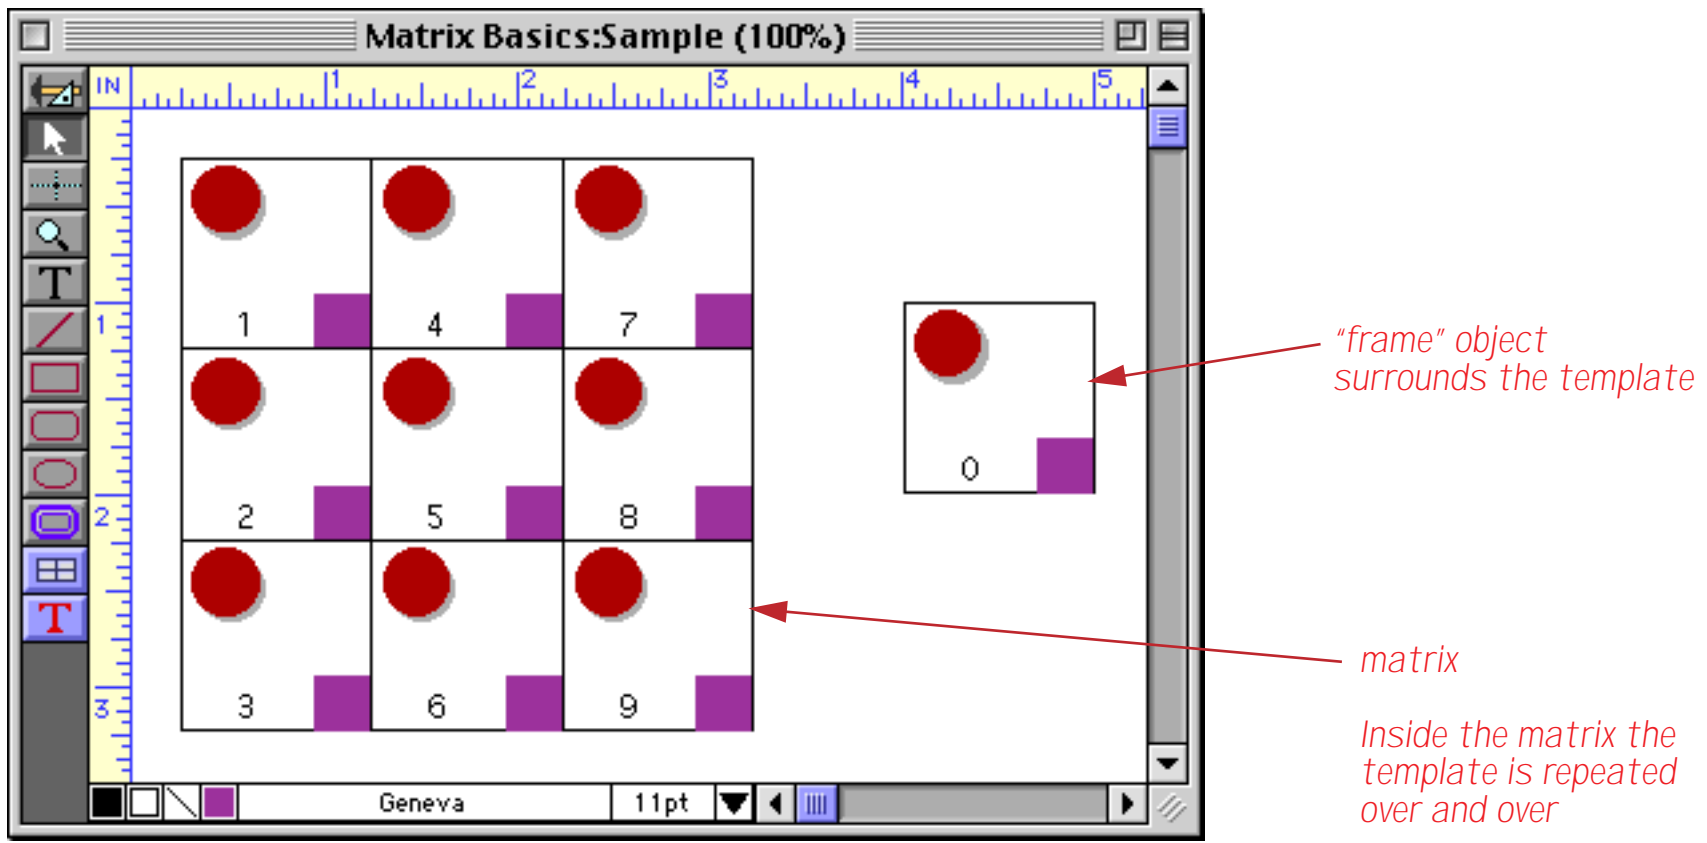 Matrix Basics:Sample (100%)
IN 1 2 3 4 5
T
T
1
2
3
1 4 7
2 5 8
3 6 9
0
Geneva 11pt
“frame” object
surrounds the template
matrix
Inside the matrix the
template is repeated
over and over